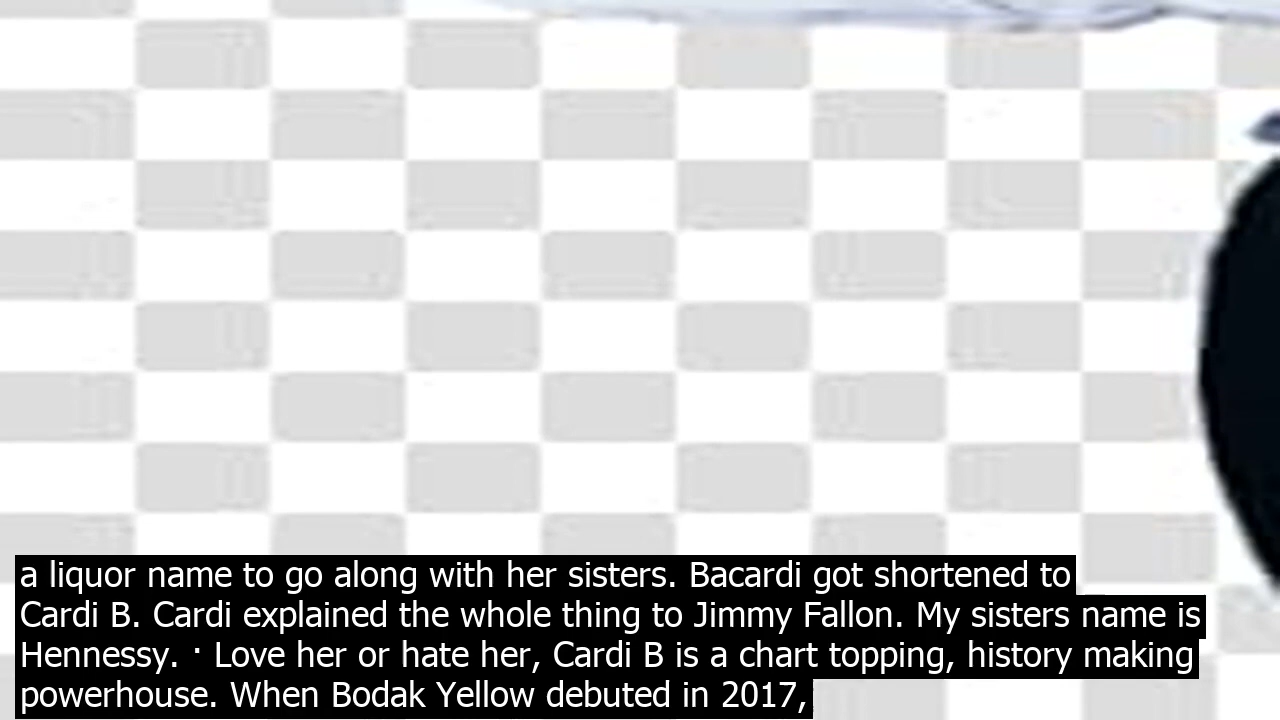 a liquor name to go along with her sisters. Bacardi got shortened to
Cardi B. Cardi explained the whole thing to Jimmy Fallon. My sisters name is
Hennessy. · Love her or hate her, Cardi B is a chart topping, history making
powerhouse. When Bodak Yellow debuted in 2017,